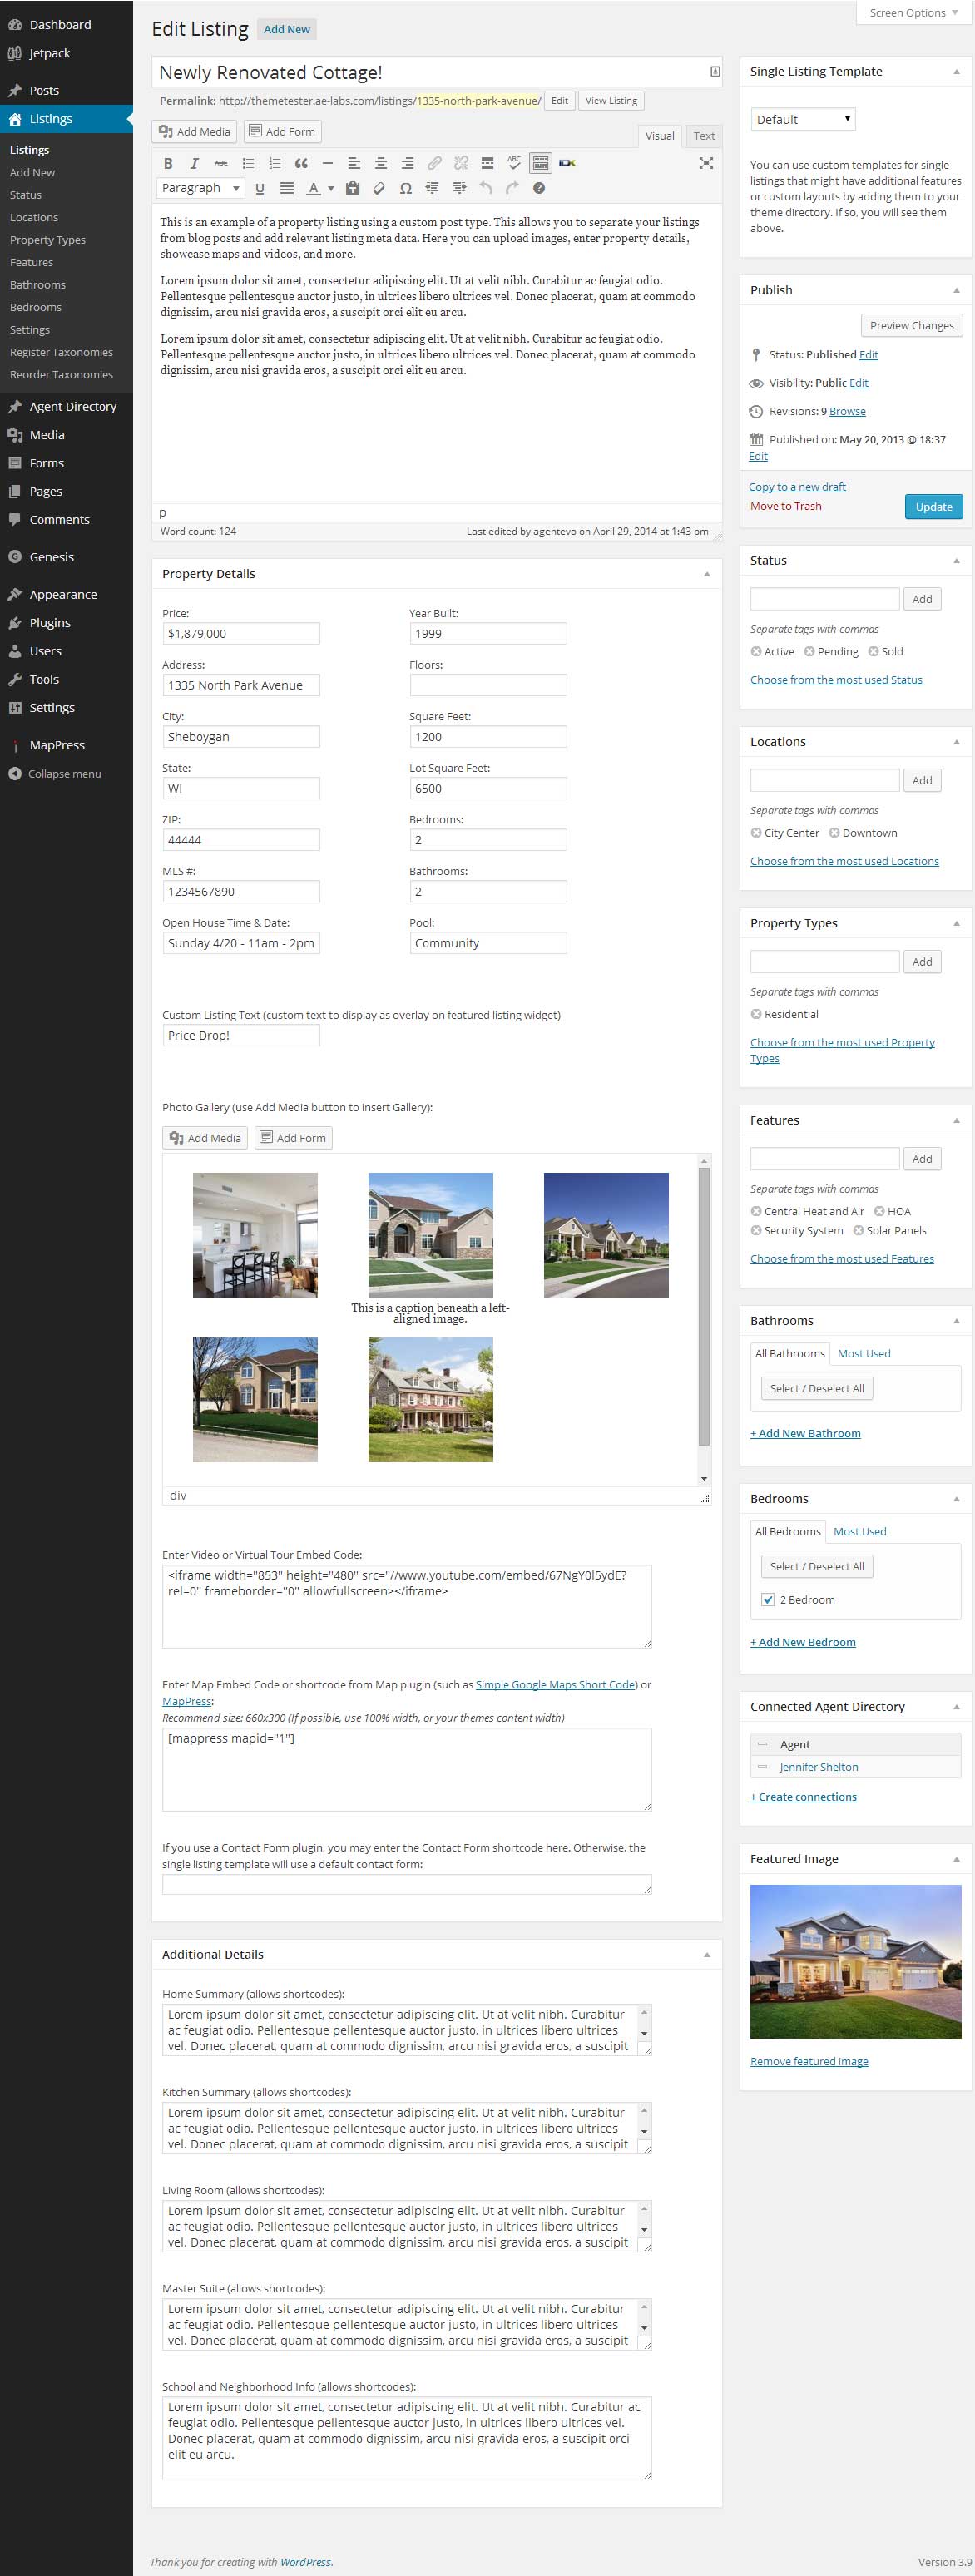 Dashboard
Jetpack
Posts
Listings
Listings
Add New
Status
Locations
Property Types
Features
Bathrooms
Bedrooms
Settings
Register Taxonomies
Reorder Taxonomies
Agent Directory
Media
Forms
Pages
Comments
Genesis
Appearance
Plugins
Users
Tools
Settings
MapPress
Collapse menu
Screen Options
Edit Listing Add New
Newly Renovated Cottage!
Permalink: http://themetester.ae-labs.com/listings/1335-north-park-avenue/ Edit View Listing
Add Media Add Form Visual Text
Paragraph
This is an example of a property listing using a custom post type. This allows you to separate your listings
from blog posts and add relevant listing meta data. Here you can upload images, enter property details,
showcase maps and videos, and more.
Lorem ipsum dolor sit amet, consectetur adipiscing elit. Ut at velit nibh. Curabitur ac feugiat odio.
Pellentesque pellentesque auctor justo, in ultrices libero ultrices vel. Donec placerat, quam at commodo
dignissim, arcu nisi gravida eros, a suscipit orci elit eu arcu.
Lorem ipsum dolor sit amet, consectetur adipiscing elit. Ut at velit nibh. Curabitur ac feugiat odio.
Pellentesque pellentesque auctor justo, in ultrices libero ultrices vel. Donec placerat, quam at commodo
dignissim, arcu nisi gravida eros, a suscipit orci elit eu arcu.
p
Word count: 124 Last edited by agentevo on April 29, 2014 at 1:43 pm
Property Details
Price: Year Built:
$1,879,000 1999
Address: Floors:
1335 North Park Avenue
City: Square Feet:
Sheboygan 1200
State: Lot Square Feet:
WI 6500
ZIP: Bedrooms:
44444 2
MLS #: Bathrooms:
1234567890 2
Open House Time & Date: Pool:
Sunday 4/20 - 11am - 2pm Community
Custom Listing Text (custom text to display as overlay on featured listing widget)
Price Drop!
Photo Gallery (use Add Media button to insert Gallery):
Add Media Add Form
This is a caption beneath a left-
aligned image.
div
Enter Video or Virtual Tour Embed Code:
<iframe width="853" height="480" src="//www.youtube.com/embed/67NgY0l5ydE?
rel=0" frameborder="0" allowfullscreen></iframe>
Enter Map Embed Code or shortcode from Map plugin (such as Simple Google Maps Short Code) or
MapPress:
Recommend size: 660x300 (If possible, use 100% width, or your themes content width)
[mappress mapid="1"]
If you use a Contact Form plugin, you may enter the Contact Form shortcode here. Otherwise, the
single listing template will use a default contact form:
Additional Details
Home Summary (allows shortcodes):
Lorem ipsum dolor sit amet, consectetur adipiscing elit. Ut at velit nibh. Curabitur
ac feugiat odio. Pellentesque pellentesque auctor justo, in ultrices libero ultrices
vel. Donec placerat, quam at commodo dignissim, arcu nisi gravida eros, a suscipit
Kitchen Summary (allows shortcodes):
Lorem ipsum dolor sit amet, consectetur adipiscing elit. Ut at velit nibh. Curabitur
ac feugiat odio. Pellentesque pellentesque auctor justo, in ultrices libero ultrices
vel. Donec placerat, quam at commodo dignissim, arcu nisi gravida eros, a suscipit
Living Room (allows shortcodes):
Lorem ipsum dolor sit amet, consectetur adipiscing elit. Ut at velit nibh. Curabitur
ac feugiat odio. Pellentesque pellentesque auctor justo, in ultrices libero ultrices
vel. Donec placerat, quam at commodo dignissim, arcu nisi gravida eros, a suscipit
Master Suite (allows shortcodes):
Lorem ipsum dolor sit amet, consectetur adipiscing elit. Ut at velit nibh. Curabitur
ac feugiat odio. Pellentesque pellentesque auctor justo, in ultrices libero ultrices
vel. Donec placerat, quam at commodo dignissim, arcu nisi gravida eros, a suscipit
School and Neighborhood Info (allows shortcodes):
Lorem ipsum dolor sit amet, consectetur adipiscing elit. Ut at velit nibh. Curabitur ac
feugiat odio. Pellentesque pellentesque auctor justo, in ultrices libero ultrices vel.
Donec placerat, quam at commodo dignissim, arcu nisi gravida eros, a suscipit orci
elit eu arcu.
Single Listing Template
Default
You can use custom templates for single
listings that might have additional features
or custom layouts by adding them to your
theme directory. If so, you will see them
above.
Publish
Preview Changes
Status: Published Edit
Visibility: Public Edit
Revisions: 9 Browse
Published on: May 20, 2013 @ 18:37
Edit
Copy to a new draft
Move to Trash Update
Status
Add
Separate tags with commas
Active Pending Sold
Choose from the most used Status
Locations
Add
Separate tags with commas
City Center Downtown
Choose from the most used Locations
Property Types
Add
Separate tags with commas
Residential
Choose from the most used Property
Types
Features
Add
Separate tags with commas
Central Heat and Air HOA
Security System Solar Panels
Choose from the most used Features
Bathrooms
All Bathrooms Most Used
Select / Deselect All
+ Add New Bathroom
Bedrooms
All Bedrooms Most Used
Select / Deselect All
2 Bedroom
+ Add New Bedroom
Connected Agent Directory
Agent
Jennifer Shelton
+ Create connections
Featured Image
Remove featured image
Thank you for creating with WordPress. Version 3.9